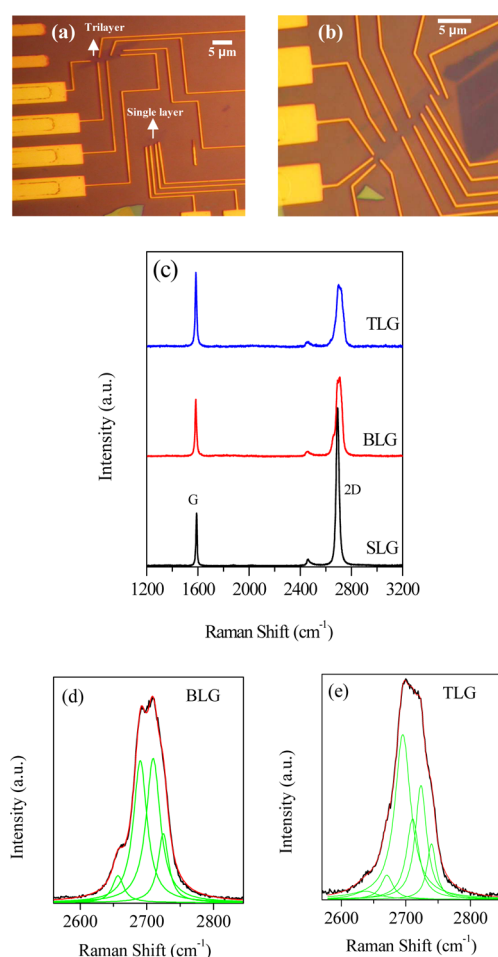 (a)
Trilayer
5 µm
Single layer
(b)
5 µm
(c)
TLG
BLG
2D
G
SLG
Intensity (a.u.)
1200 1600 2000 2400 2800 3200
Raman Shift (cm⁻¹)
(d)
BLG
Intensity (a.u.)
2600 2700 2800
Raman Shift (cm⁻¹)
(e)
TLG
Intensity (a.u.)
2600 2700 2800
Raman Shift (cm⁻¹)